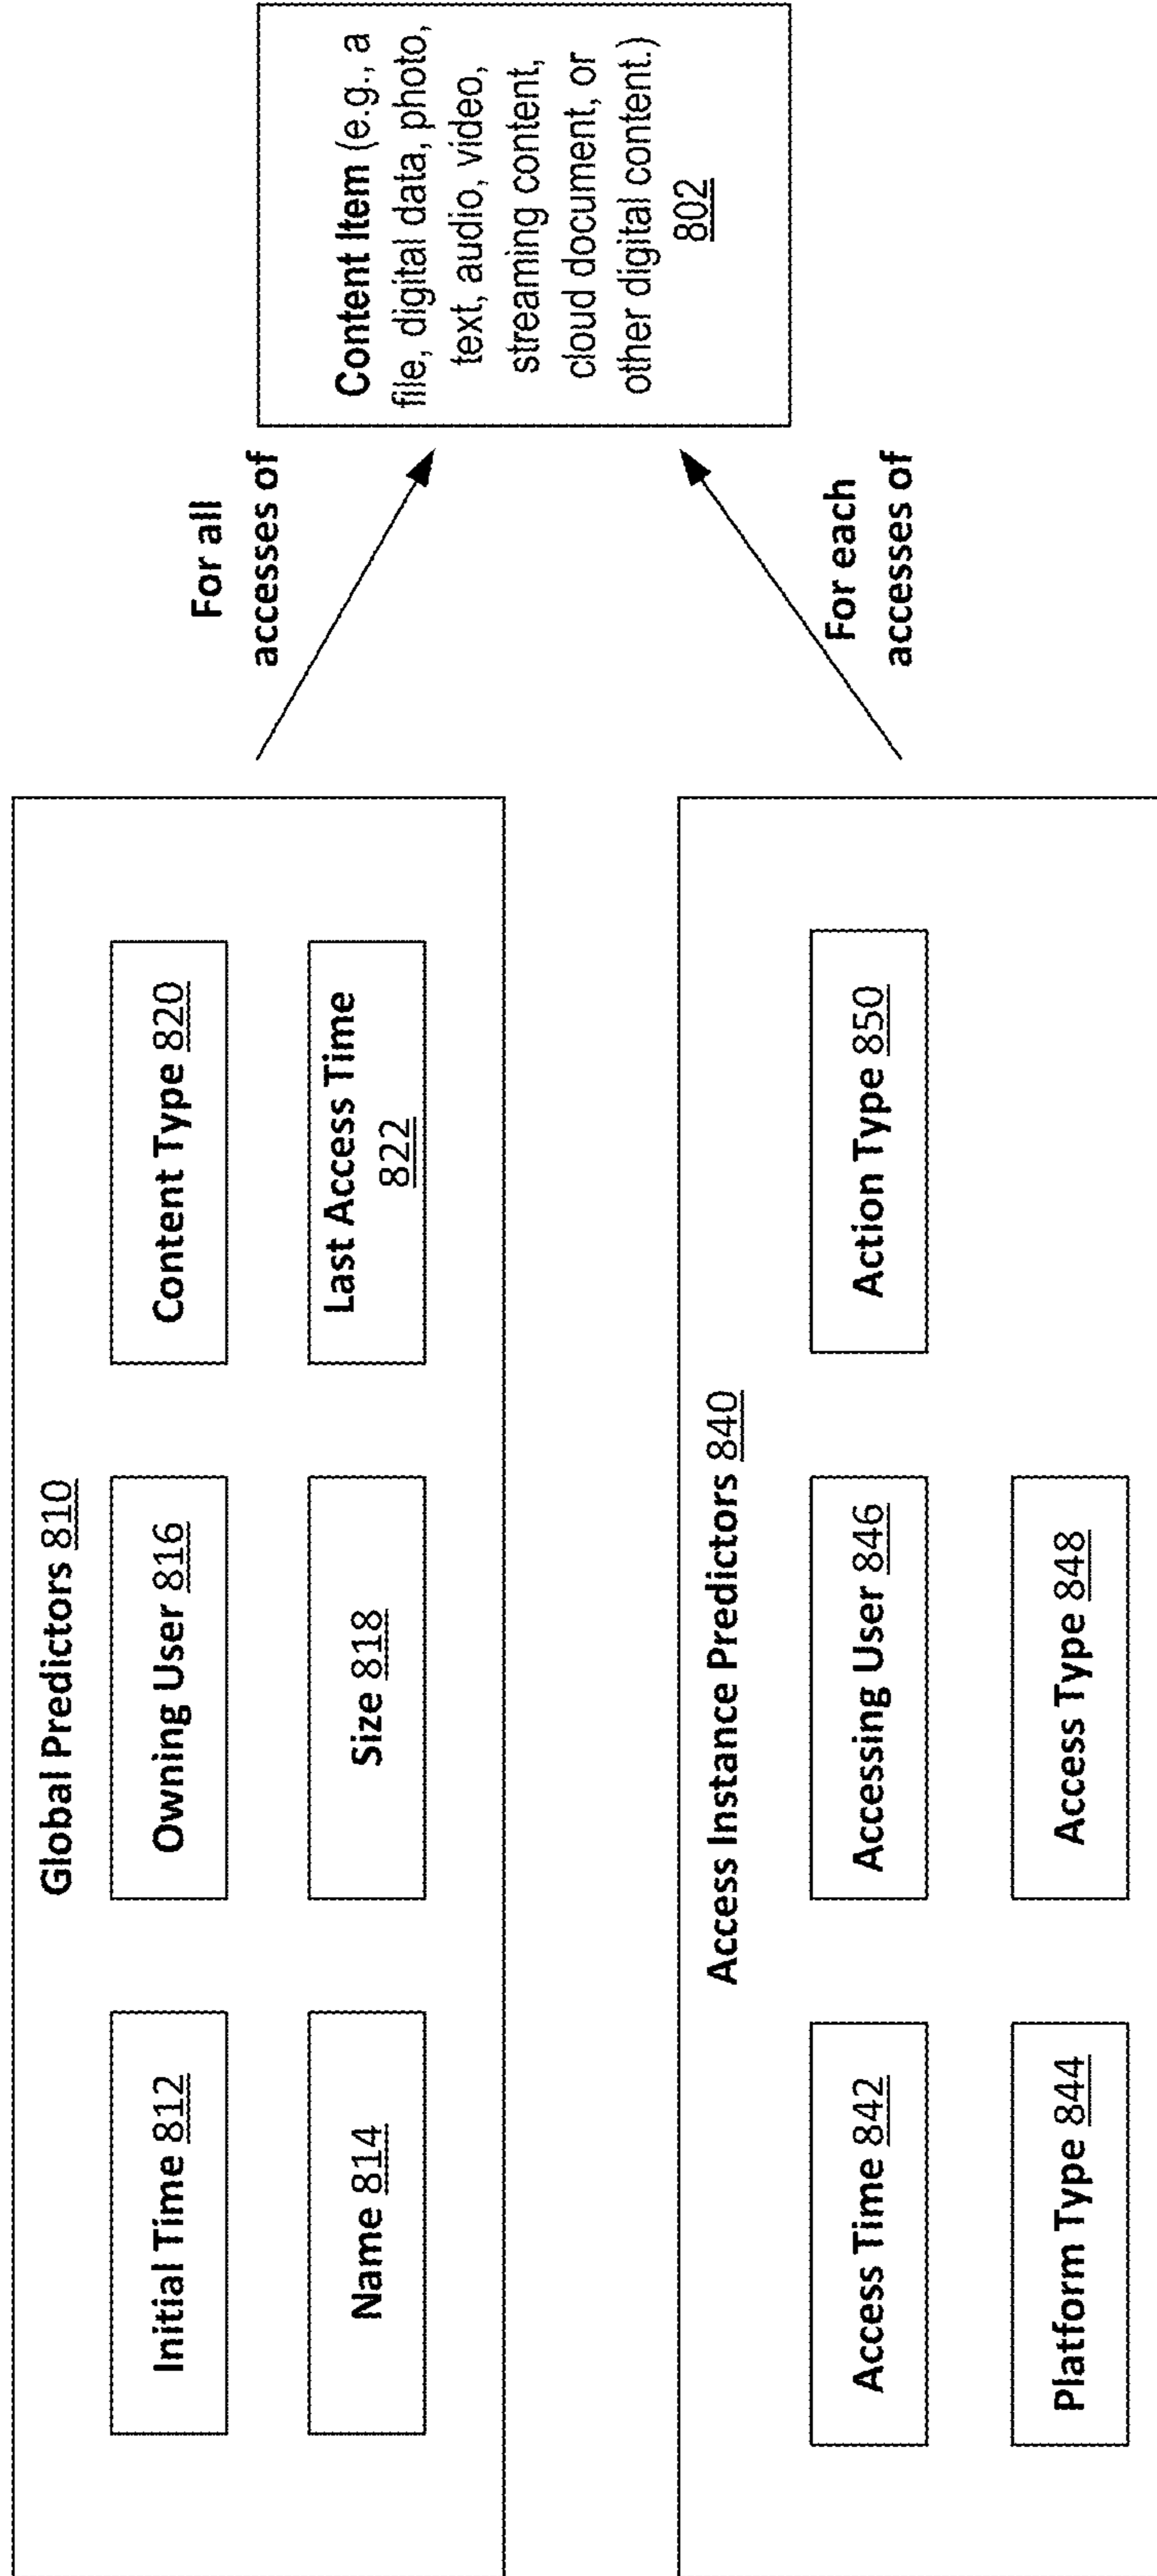 Global Predictors 810
Initial Time 812
Owning User 816
Content Type 820
Name 814
Size 818
Last Access Time
822
For all
accesses of
Content Item (e.g., a
file, digital data, photo,
text, audio, video,
streaming content,
cloud document, or
other digital content.)
802
For each
accesses of
Access Instance Predictors 840
Access Time 842
Accessing User 846
Action Type 850
Platform Type 844
Access Type 848